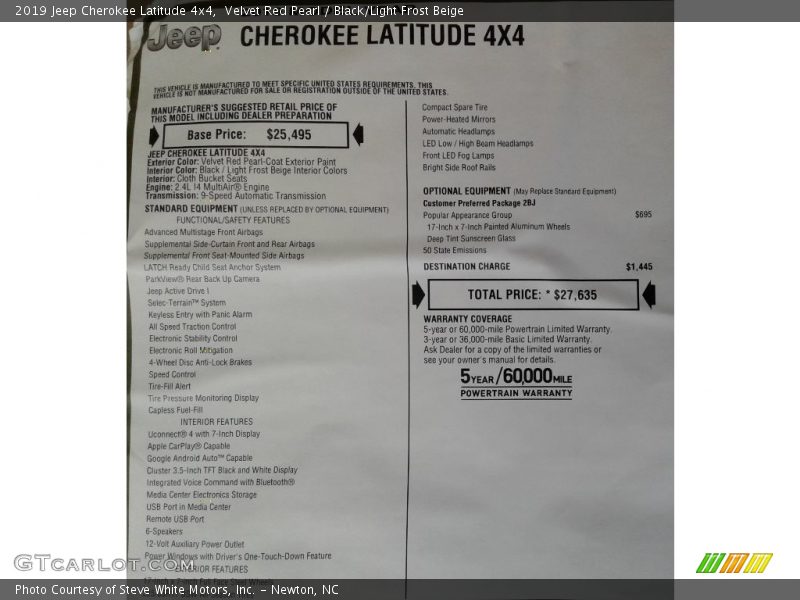 2019 Jeep Cherokee Latitude 4x4, Velvet Red Pearl / Black/Light Frost Beige
Jeep CHEROKEE LATITUDE 4X4
THIS VEHICLE IS MANUFACTURED TO MEET SPECIFIC UNITED STATES REQUIREMENTS. THIS
VEHICLE IS NOT MANUFACTURED FOR SALE OR REGISTRATION OUTSIDE OF THE UNITED STATES.
MANUFACTURER'S SUGGESTED RETAIL PRICE OF
THIS MODEL INCLUDING DEALER PREPARATION
Base Price: $25,495
JEEP CHEROKEE LATITUDE 4X4
Exterior Color: Velvet Red Pearl-Coat Exterior Paint
Interior Color: Black / Light Frost Beige Interior Colors
Interior: Cloth Bucket Seats
Engine: 2.4L I4 MultiAir® Engine
Transmission: 9-Speed Automatic Transmission
STANDARD EQUIPMENT (UNLESS REPLACED BY OPTIONAL EQUIPMENT)
FUNCTIONAL/SAFETY FEATURES
Advanced Multistage Front Airbags
Supplemental Side-Curtain Front and Rear Airbags
Supplemental Front Seat-Mounted Side Airbags
LATCH Ready Child Seat Anchor System
ParkView® Rear Back Up Camera
Jeep Active Drive I
Selec-Terrain™ System
Keyless Entry with Panic Alarm
All Speed Traction Control
Electronic Stability Control
Electronic Roll Mitigation
4-Wheel Disc Anti-Lock Brakes
Speed Control
Tire-Fill Alert
Tire Pressure Monitoring Display
Capless Fuel-Fill
INTERIOR FEATURES
Uconnect® 4 with 7-Inch Display
Apple CarPlay® Capable
Google Android Auto™ Capable
Cluster 3.5-Inch TFT Black and White Display
Integrated Voice Command with Bluetooth®
Media Center Electronics Storage
USB Port in Media Center
Remote USB Port
6-Speakers
12-Volt Auxiliary Power Outlet
Power Windows with Driver's One-Touch-Down Feature
EXTERIOR FEATURES
Compact Spare Tire
Power-Heated Mirrors
Automatic Headlamps
LED Low / High Beam Headlamps
Front LED Fog Lamps
Bright Side Roof Rails
OPTIONAL EQUIPMENT (May Replace Standard Equipment)
Customer Preferred Package 2BJ
Popular Appearance Group $695
17-Inch x 7-Inch Painted Aluminum Wheels
Deep Tint Sunscreen Glass
50 State Emissions
DESTINATION CHARGE $1,445
TOTAL PRICE: * $27,635
WARRANTY COVERAGE
5-year or 60,000-mile Powertrain Limited Warranty.
3-year or 36,000-mile Basic Limited Warranty.
Ask Dealer for a copy of the limited warranties or
see your owner's manual for details.
5YEAR/60,000MILE
POWERTRAIN WARRANTY
GTcarlot.com
Photo Courtesy of Steve White Motors, Inc. – Newton, NC